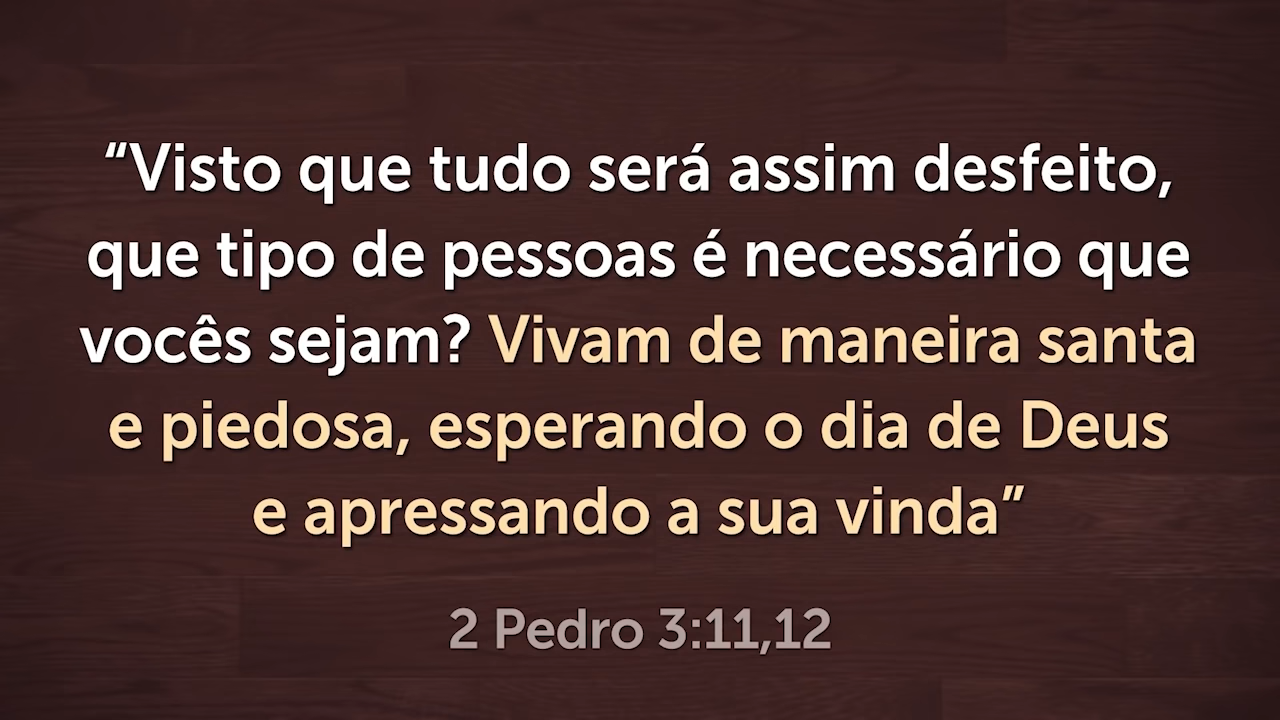 “Visto que tudo será assim desfeito,
que tipo de pessoas é necessário que
vocês sejam? Vivam de maneira santa
e piedosa, esperando o dia de Deus
e apressando a sua vinda”
2 Pedro 3:11,12